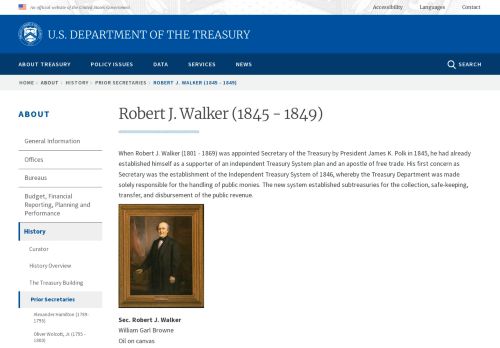 An official website of the United States Government
Accessibility Languages Contact
U.S. DEPARTMENT OF THE TREASURY
ABOUT TREASURY POLICY ISSUES DATA SERVICES NEWS SEARCH
HOME ABOUT HISTORY PRIOR SECRETARIES ROBERT J. WALKER (1845 - 1849)
ABOUT
General Information
Offices
Bureaus
Budget, Financial
Reporting, Planning and
Performance
History
Curator
History Overview
The Treasury Building
Prior Secretaries
Alexander Hamilton (1789 -
1795)
Oliver Wolcott, Jr. (1795 -
1800)
Robert J. Walker (1845 - 1849)
When Robert J. Walker (1801 - 1869) was appointed Secretary of the Treasury by President James K. Polk in 1845, he had already
established himself as a supporter of an independent Treasury System plan and an apostle of free trade. His first concern as
Secretary was the establishment of the Independent Treasury System of 1846, whereby the Treasury Department was made
solely responsible for the handling of public monies. The new system established subtreasuries for the collection, safe-keeping,
transfer, and disbursement of the public revenue.
Sec. Robert J. Walker
William Garl Browne
Oil on canvas